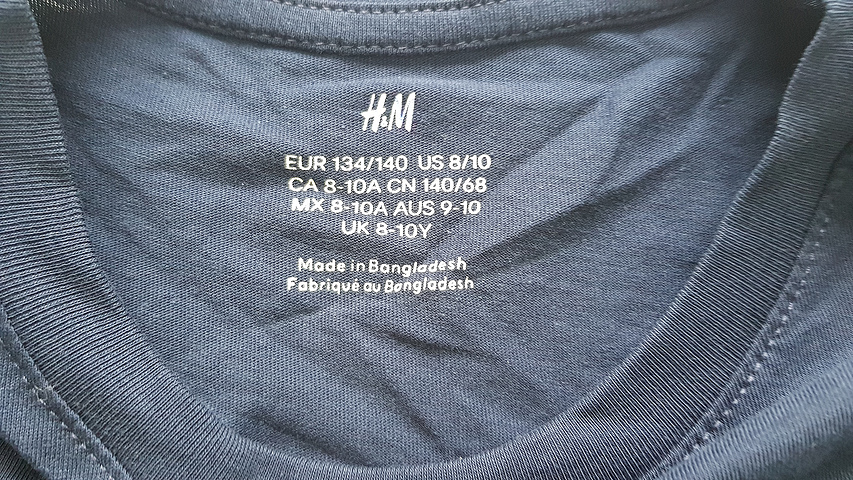 H&M
EUR 134/140 US 8/10
CA 8-10A CN 140/68
MX 8-10A AUS 9-10
UK 8-10Y
Made in Bangladesh
Fabriqué au Bangladesh